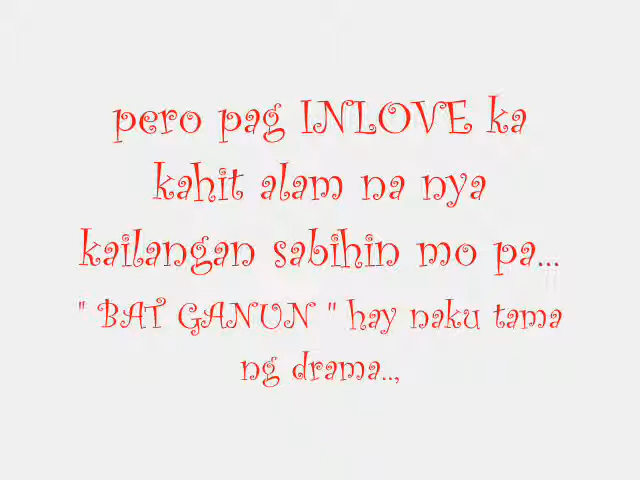 pero pag INLOVE ka
kahit alam na nya
kailangan sabihin mo pa...
" BAT GANUN " hay naku tama
ng drama..,